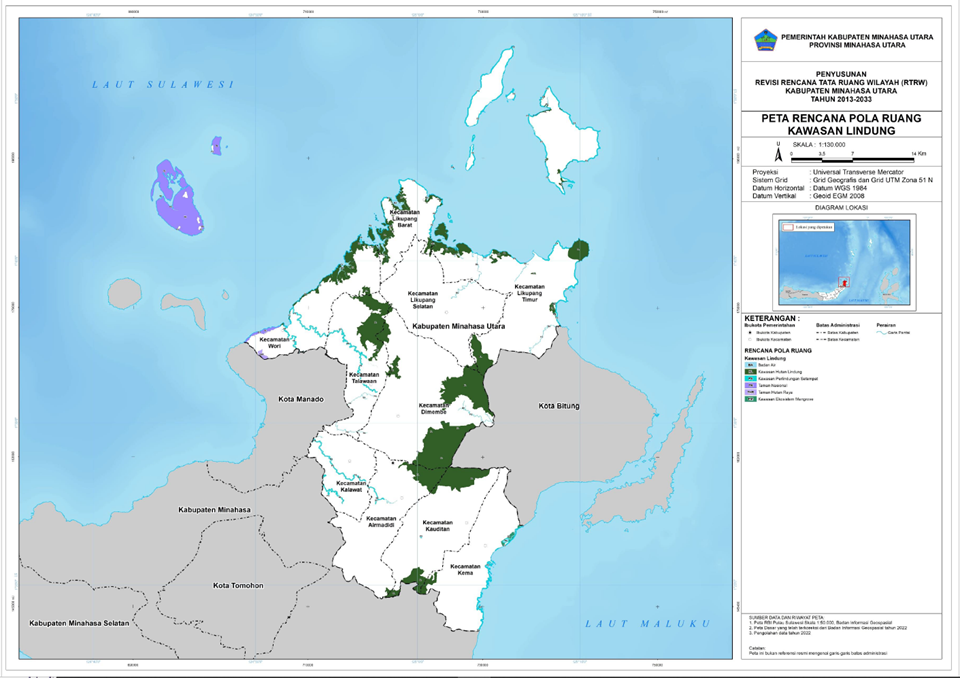 PEMERINTAH KABUPATEN MINAHASA UTARA
PROVINSI MINAHASA UTARA
PENYUSUNAN
REVISI RENCANA TATA RUANG WILAYAH (RTRW)
KABUPATEN MINAHASA UTARA
TAHUN 2013-2033
PETA RENCANA POLA RUANG
KAWASAN LINDUNG
U
SKALA : 1:130.000
0 3,5 7 14 Km
Proyeksi : Universal Transverse Mercator
Sistem Grid : Grid Geografis dan Grid UTM Zona 51 N
Datum Horizontal : Datum WGS 1984
Datum Vertikal : Geoid EGM 2008
DIAGRAM LOKASI
Lokasi yang dipetakan
KETERANGAN :
Ibukota Pemerintahan
Ibukota Kabupaten
Ibukota Kecamatan
Batas Administrasi
Batas Kabupaten
Batas Kecamatan
Perairan
Garis Pantai
RENCANA POLA RUANG
Kawasan Lindung
Badan Air
Kawasan Hutan Lindung
Kawasan Perlindungan Setempat
Taman Nasional
Taman Hutan Raya
Kawasan Ekosistem Mangrove
SUMBER DATA DAN RIWAYAT PETA:
1. Peta RBI Pulau Sulawesi Skala 1:50.000, Badan Informasi Geospasial
2. Peta Dasar yang telah terkoreksi dari Badan Informasi Geospasial tahun 2022
3. Pengolahan data tahun 2022
Catatan:
Peta ini bukan referensi resmi mengenai garis-garis batas administrasi
LAUT SULAWESI
Kecamatan
Likupang
Barat
Kecamatan
Likupang
Selatan
Kecamatan
Likupang
Timur
Kabupaten Minahasa Utara
Kecamatan
Wori
Kecamatan
Talawaan
Kota Manado
Kecamatan
Dimembe
Kota Bitung
Kecamatan
Kalawat
Kabupaten Minahasa
Kecamatan
Airmadidi
Kecamatan
Kauditan
Kecamatan
Kema
Kota Tomohon
Kabupaten Minahasa Selatan
LAUT MALUKU